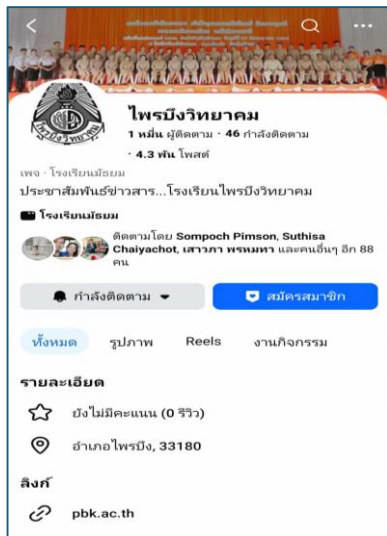 ไพรบึงวิทยาคม
ไพรบึงวิทยาคม
1 หมื่น ผู้ติดตาม · 46 กำลังติดตาม
· 4.3 พัน โพสต์
เพจ · โรงเรียนมัธยม
ประชาสัมพันธ์ข่าวสาร...โรงเรียนไพรบึงวิทยาคม
โรงเรียนมัธยม
ติดตามโดย Sompoch Pimson, Suthisa
Chaiyachot, เสาวภา พรหมทา และคนอื่นๆ อีก 88
คน
กำลังติดตาม
สมัครสมาชิก
ทั้งหมด รูปภาพ Reels งานกิจกรรม
รายละเอียด
ยังไม่มีคะแนน (0 รีวิว)
อำเภอไพรบึง, 33180
ลิงก์
pbk.ac.th